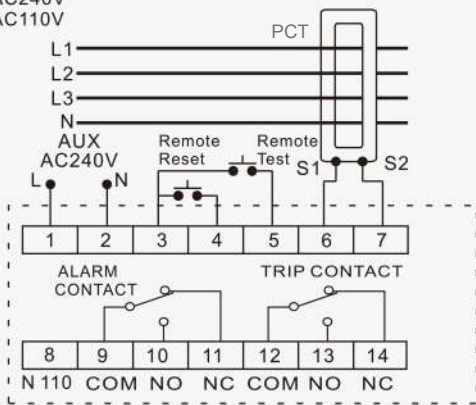 AC240V
AC110V
PCT
L1
L2
L3
N
AUX
AC240V
L N
Remote
Reset
Remote
Test
S1 S2
1 2 3 4 5 6 7
ALARM
CONTACT
TRIP CONTACT
8 9 10 11 12 13 14
N 110 COM NO NC COM NO NC